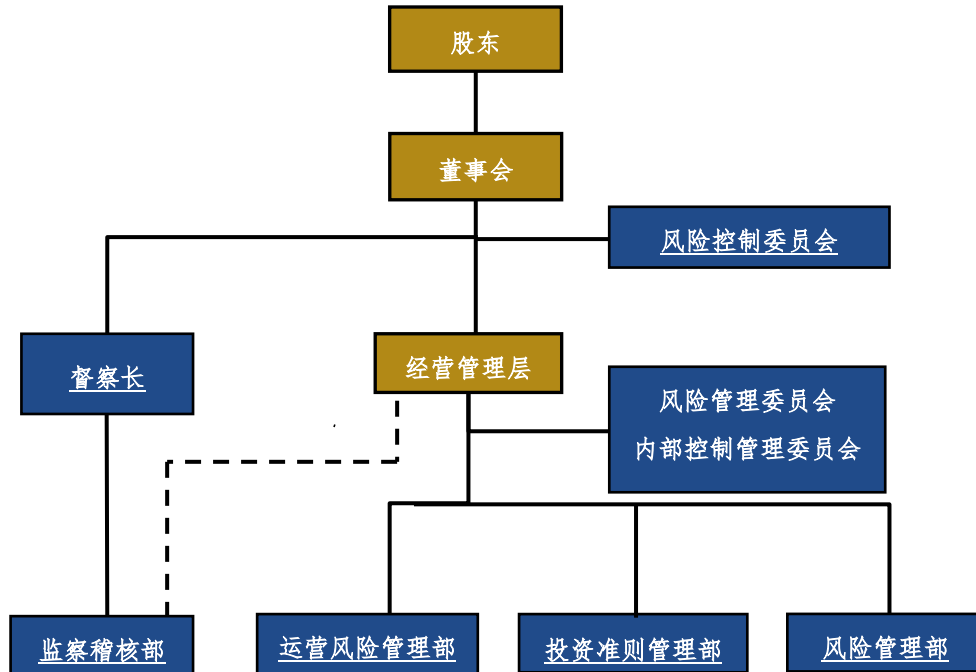 股东
董事会
风险控制委员会
督察长
经营管理层
风险管理委员会
内部控制管理委员会
监察稽核部
运营风险管理部
投资准则管理部
风险管理部